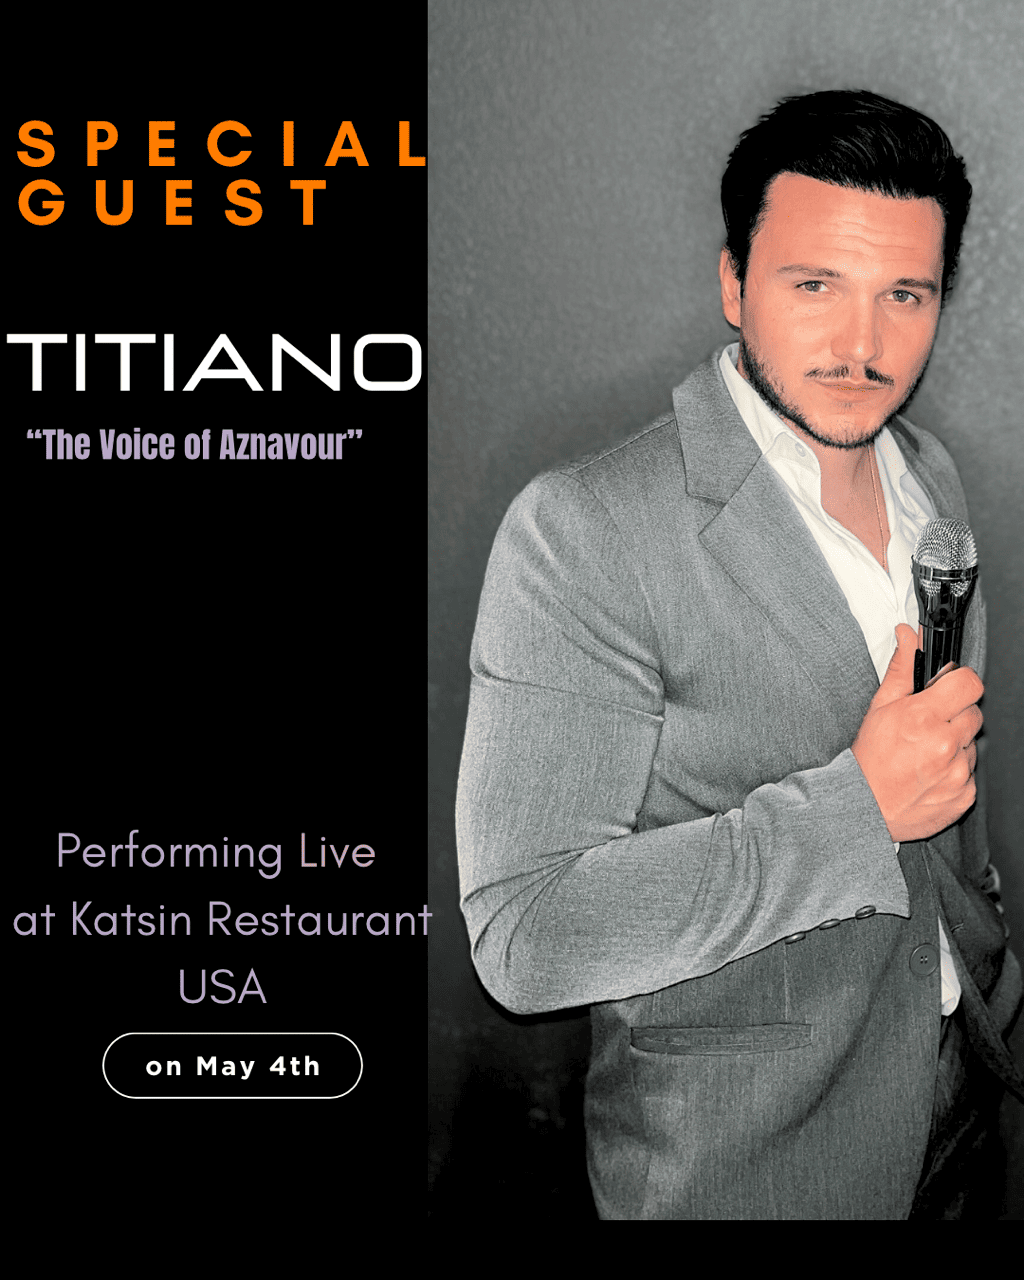 SPECIAL
GUEST
TITIANO
“The Voice of Aznavour”
Performing Live
at Katsin Restaurant
USA
on May 4th